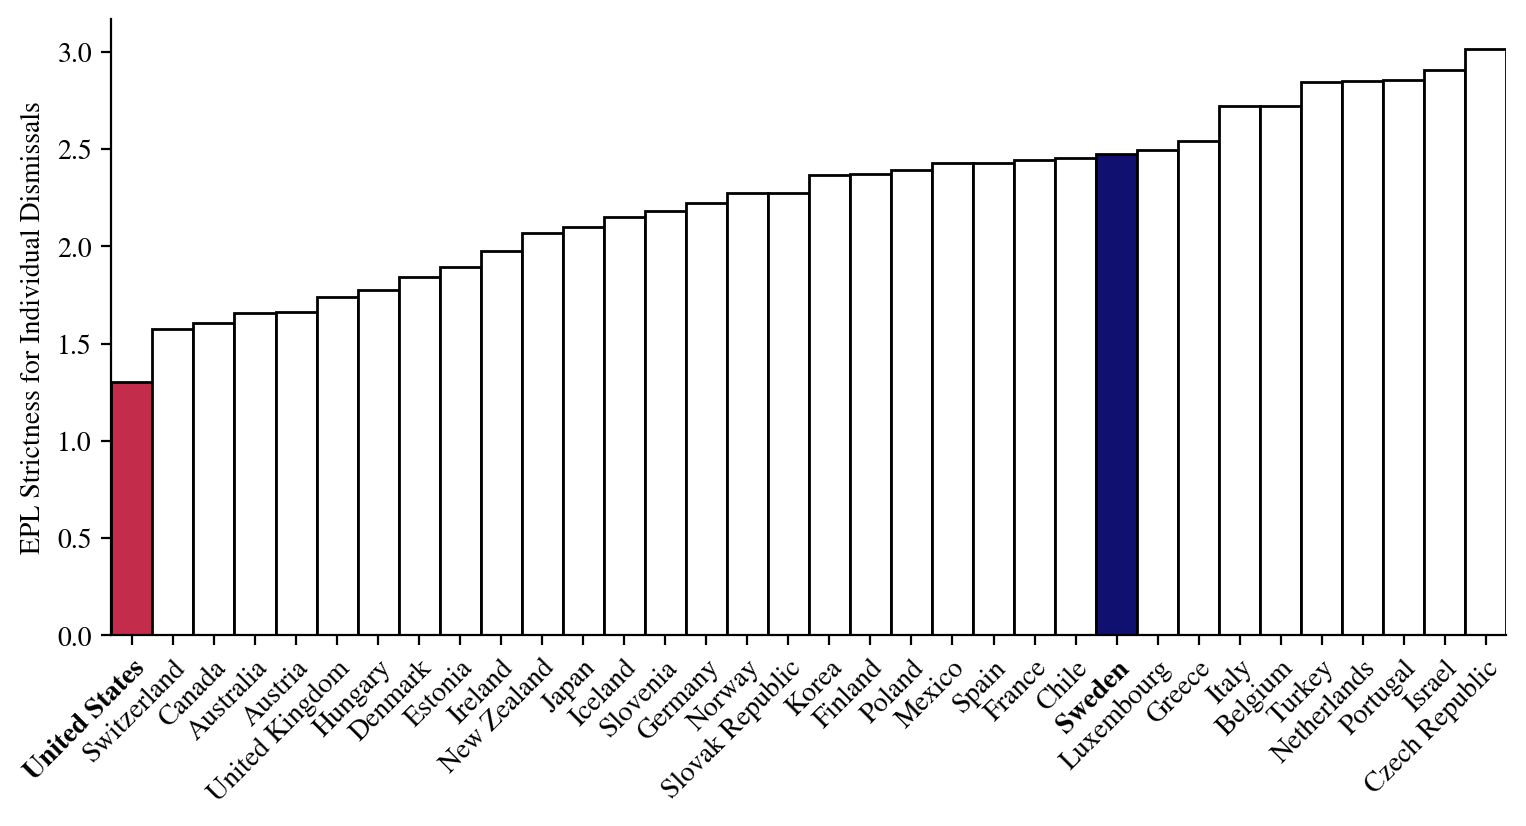 EPL Strictness for Individual Dismissals
3.0
2.5
2.0
1.5
1.0
0.5
0.0
United States
Switzerland
Canada
Australia
Austria
United Kingdom
Hungary
Denmark
Estonia
Ireland
New Zealand
Japan
Iceland
Slovenia
Germany
Norway
Slovak Republic
Korea
Finland
Poland
Mexico
Spain
France
Chile
Sweden
Luxembourg
Greece
Italy
Belgium
Turkey
Netherlands
Portugal
Israel
Czech Republic